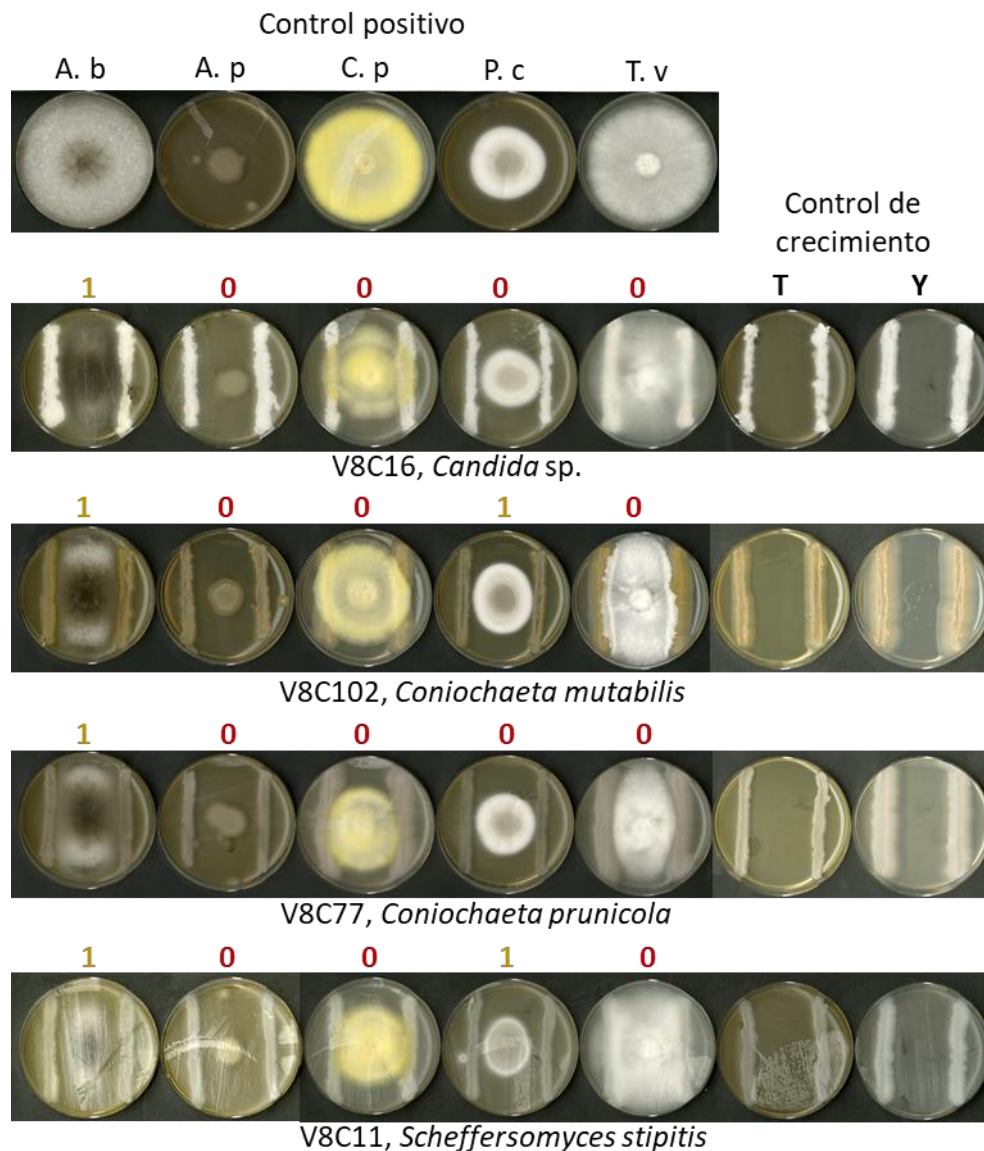 Control positivo
A. b A. p C. p P. c T. v
Control de
crecimiento
1 0 0 0 0 T Y
V8C16, Candida sp.
1 0 0 1 0
V8C102, Coniochaeta mutabilis
1 0 0 0 0
V8C77, Coniochaeta prunicola
1 0 0 1 0
V8C11, Scheffersomyces stipitis